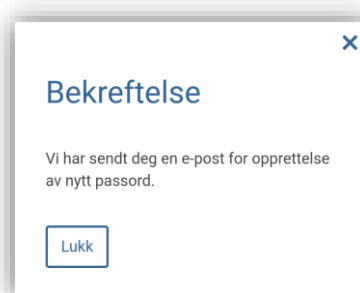 Bekreftelse
Vi har sendt deg en e-post for opprettelse
av nytt passord.
Lukk